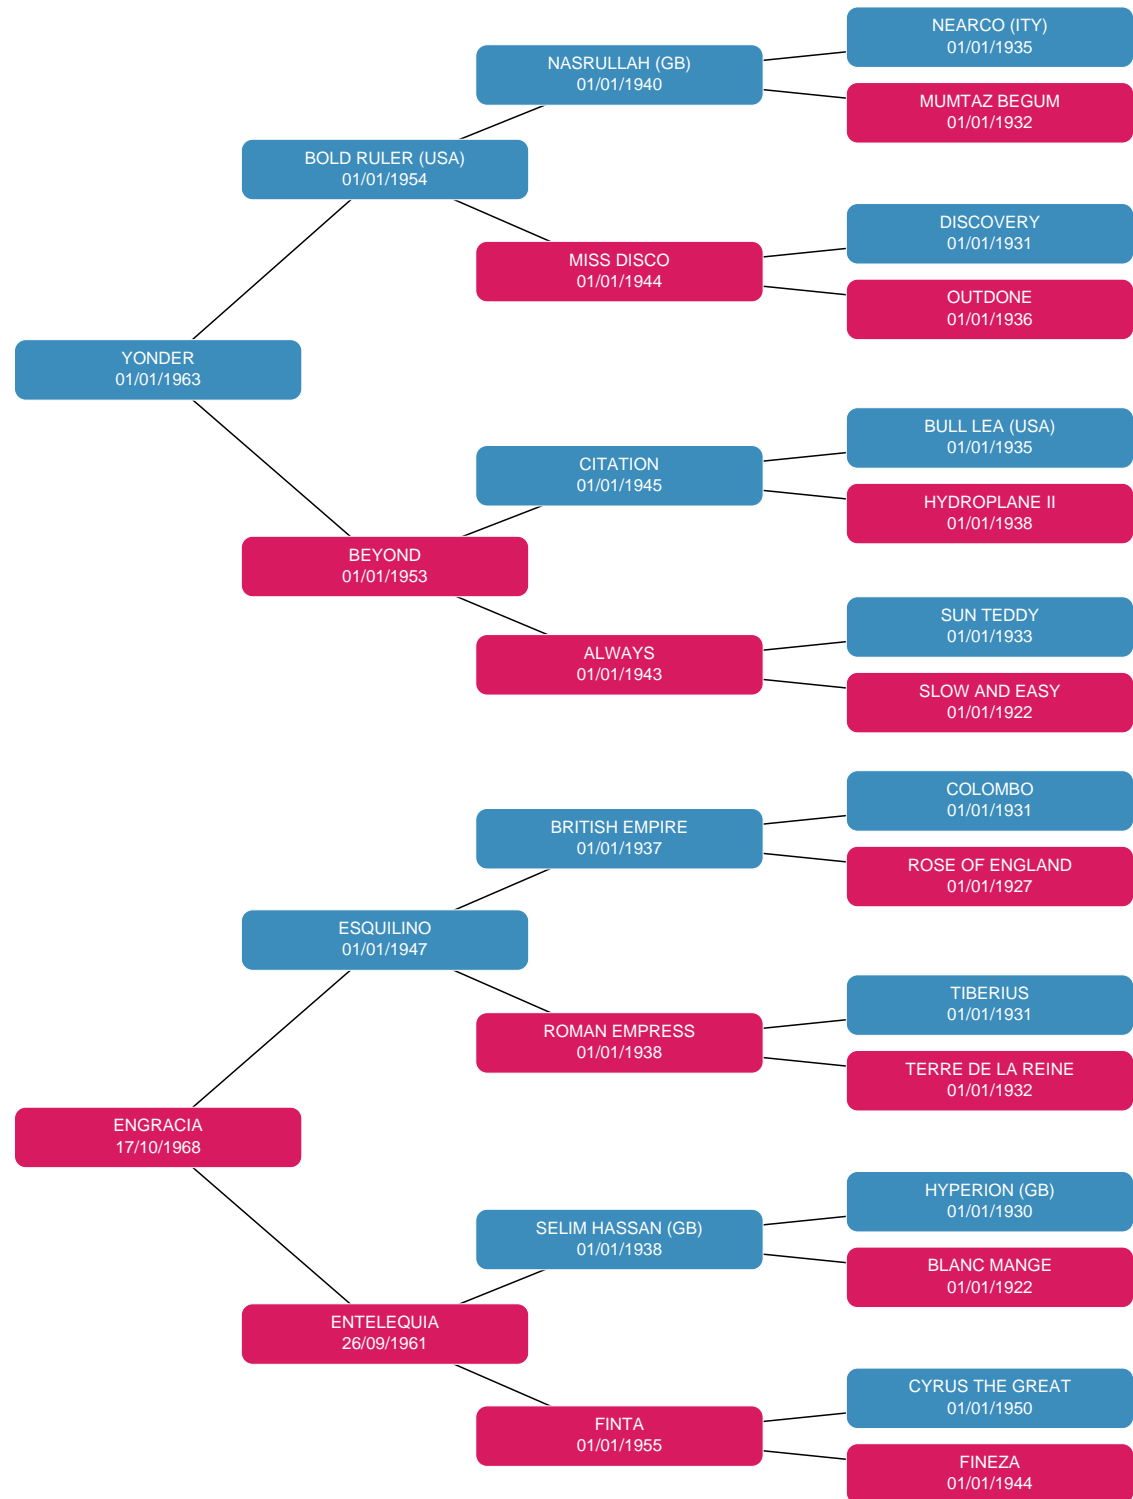 NEARCO (ITY)
01/01/1935
NASRULLAH (GB)
01/01/1940
MUMTAZ BEGUM
01/01/1932
BOLD RULER (USA)
01/01/1954
DISCOVERY
01/01/1931
MISS DISCO
01/01/1944
OUTDONE
01/01/1936
YONDER
01/01/1963
BULL LEA (USA)
01/01/1935
CITATION
01/01/1945
HYDROPLANE II
01/01/1938
BEYOND
01/01/1953
SUN TEDDY
01/01/1933
ALWAYS
01/01/1943
SLOW AND EASY
01/01/1922
COLOMBO
01/01/1931
BRITISH EMPIRE
01/01/1937
ROSE OF ENGLAND
01/01/1927
ESQUILINO
01/01/1947
TIBERIUS
01/01/1931
ROMAN EMPRESS
01/01/1938
TERRE DE LA REINE
01/01/1932
ENGRACIA
17/10/1968
HYPERION (GB)
01/01/1930
SELIM HASSAN (GB)
01/01/1938
BLANC MANGE
01/01/1922
ENTELEQUIA
26/09/1961
CYRUS THE GREAT
01/01/1950
FINTA
01/01/1955
FINEZA
01/01/1944